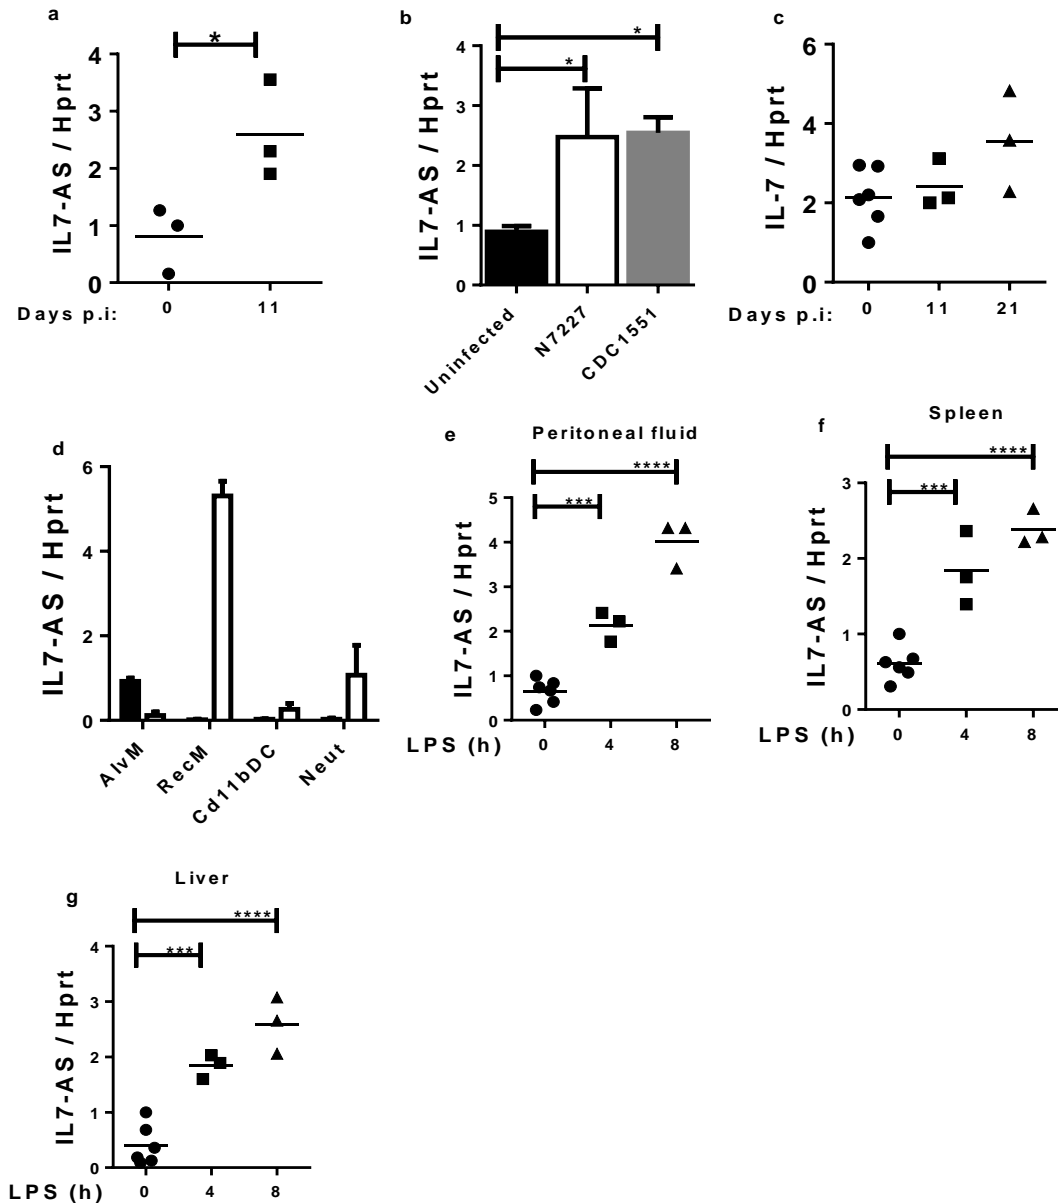 a
*
IL7-AS / Hprt
4
3
2
1
0
Days p.i:
0
11
b
*
*
IL7-AS / Hprt
4
3
2
1
0
Uninfected
N7227
CDC1551
c
IL-7 / Hprt
6
4
2
0
Days p.i:
0
11
21
d
IL7-AS / Hprt
6
4
2
0
AlvM
RecM
Cd11bDC
Neut
e
Peritoneal fluid
****
***
IL7-AS / Hprt
5
4
3
2
1
0
LPS (h)
0
4
8
f
Spleen
****
***
IL7-AS / Hprt
3
2
1
0
LPS (h)
0
4
8
g
Liver
****
***
IL7-AS / Hprt
4
3
2
1
0
LPS (h)
0
4
8